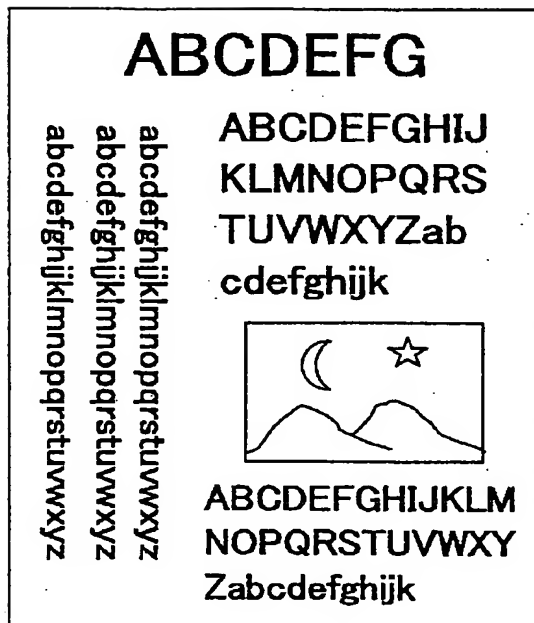 ABCDEFG
abcdefghijklmnopqrstuvwxyz
abcdefghijklmnopqrstuvwxyz
abcdefghijklmnopqrstuvwxyz
ABCDEFGHIJ
KLMNOPQRS
TUVWXYZab
cdefghijk
ABCDEFGHIJKLM
NOPQRSTUVWXY
Zabcdefghijk